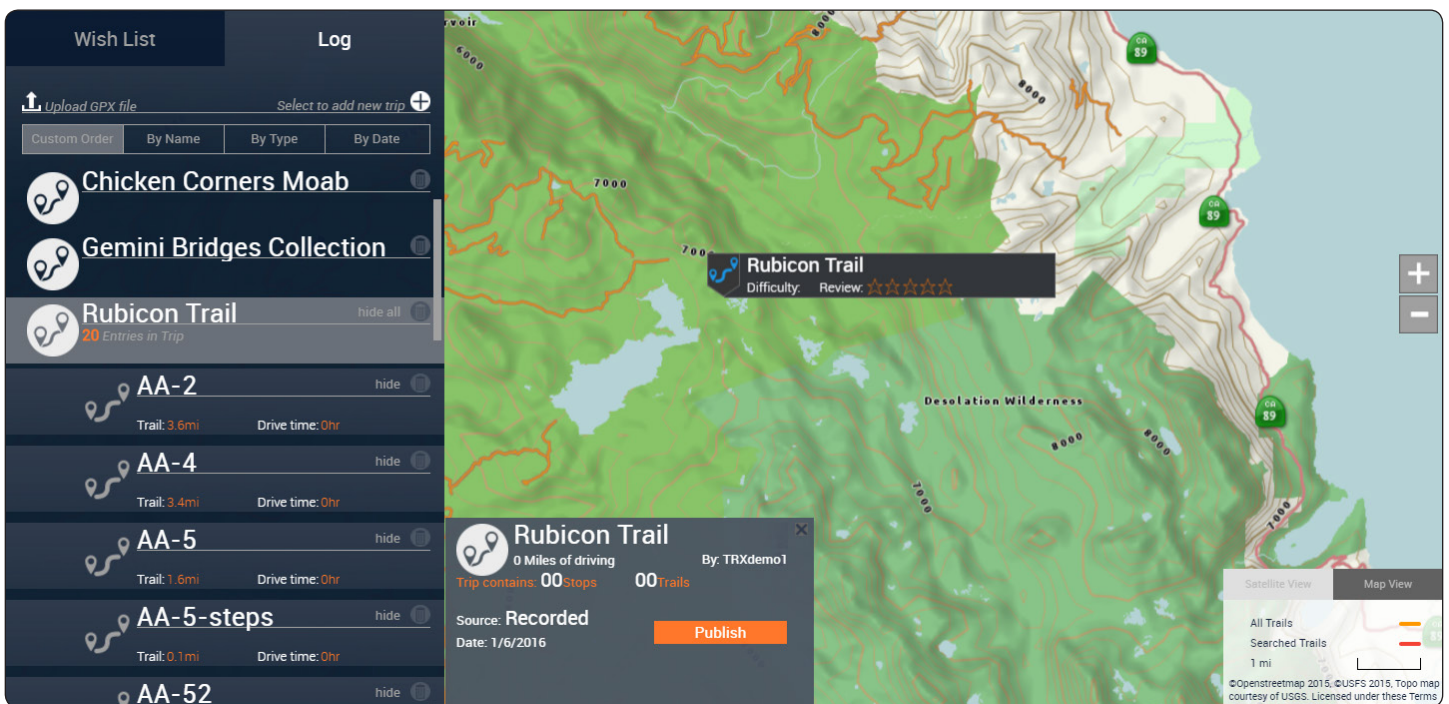 Wish List
Log
Upload GPX file
Select to add new trip
Custom Order
By Name
By Type
By Date
Chicken Corners Moab
Gemini Bridges Collection
Rubicon Trail
hide all
20 Entries in Trip
AA-2
hide
Trail: 3.6mi
Drive time: 0hr
AA-4
hide
Trail: 3.4mi
Drive time: 0hr
AA-5
hide
Trail: 1.6mi
Drive time: 0hr
AA-5-steps
hide
Trail: 0.1mi
Drive time: 0hr
AA-52
hide
rvoir
6000
8000
CA
89
8000
7000
CA
89
700
Rubicon Trail
Difficulty:
Review:
Desolation Wilderness
CA
89
8000
8000
7000
7000
Rubicon Trail
0 Miles of driving
By: TRXdemo1
Trip contains: 00Stops
00Trails
Source: Recorded
Date: 1/6/2016
Publish
Satellite View
Map View
All Trails
Searched Trails
1 mi
©Openstreetmap 2015, ©USFS 2015, Topo map
courtesy of USGS. Licensed under these Terms